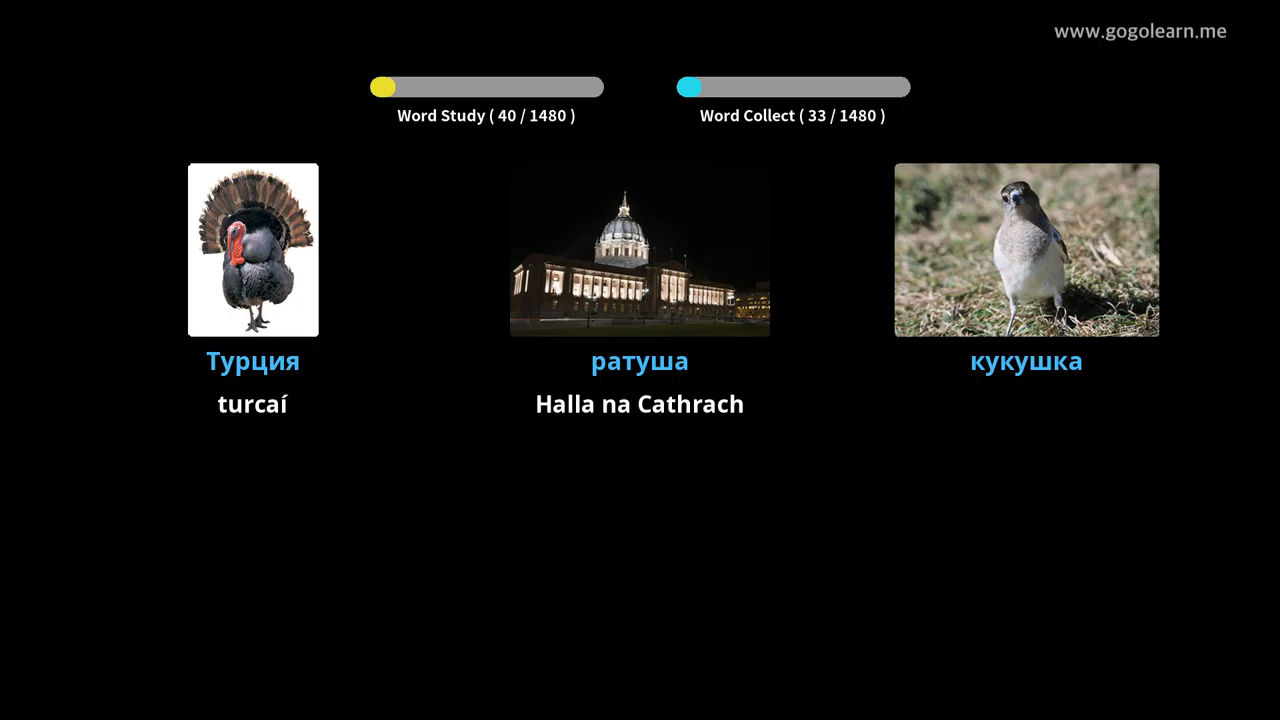 www.gogolearn.me
Word Study ( 40 / 1480 )
Word Collect ( 33 / 1480 )
Турция
ратуша
кукушка
turcaí
Halla na Cathrach